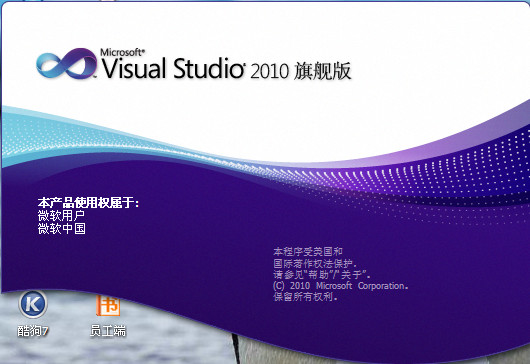 Microsoft®
Visual Studio® 2010 旗舰版
本产品使用权属于:
微软用户
微软中国
本程序受美国和
国际著作权法保护.
请参见"帮助"/"关于".
(C) 2010 Microsoft Corporation.
保留所有权利.
酷狗7
员工端